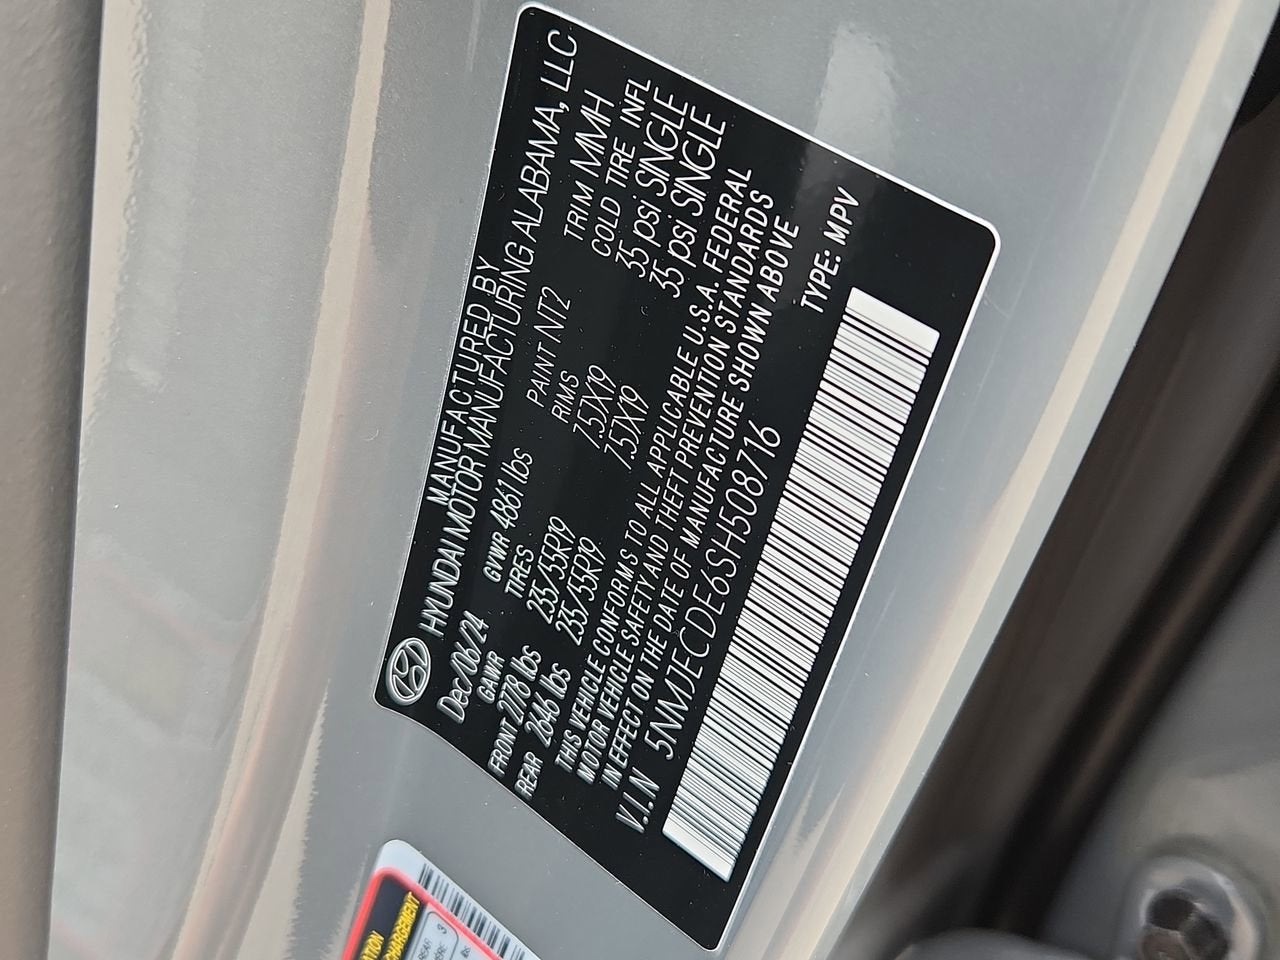 MANUFACTURED BY
HYUNDAI MOTOR MANUFACTURING ALABAMA, LLC
Dec/06/24 GVWR 4861 lbs PAINT NT2 TRIM MMH
GAWR TIRES RIMS COLD TIRE INFL
FRONT 2778 lbs 235/55R19 7.5JX19 35 psi SINGLE
REAR 2646 lbs 235/55R19 7.5JX19 35 psi SINGLE
THIS VEHICLE CONFORMS TO ALL APPLICABLE U.S.A. FEDERAL
MOTOR VEHICLE SAFETY AND THEFT PREVENTION STANDARDS
IN EFFECT ON THE DATE OF MANUFACTURE SHOWN ABOVE
V.I.N 5NMJECDE6SH508716
TYPE: MPV